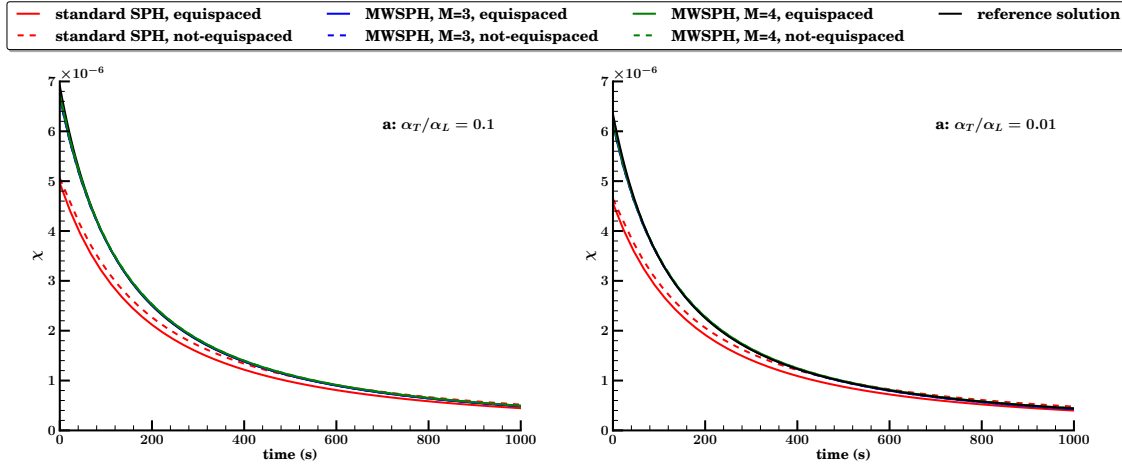 standard SPH, equispaced MWSPH, M=3, equispaced MWSPH, M=4, equispaced reference solution
standard SPH, not-equispaced MWSPH, M=3, not-equispaced MWSPH, M=4, not-equispaced
×10⁻⁶
7
6
5
4
3
2
1
0
χ
a: α_T/α_L = 0.1
0 200 400 600 800 1000
time (s)
×10⁻⁶
7
6
5
4
3
2
1
0
χ
a: α_T/α_L = 0.01
0 200 400 600 800 1000
time (s)